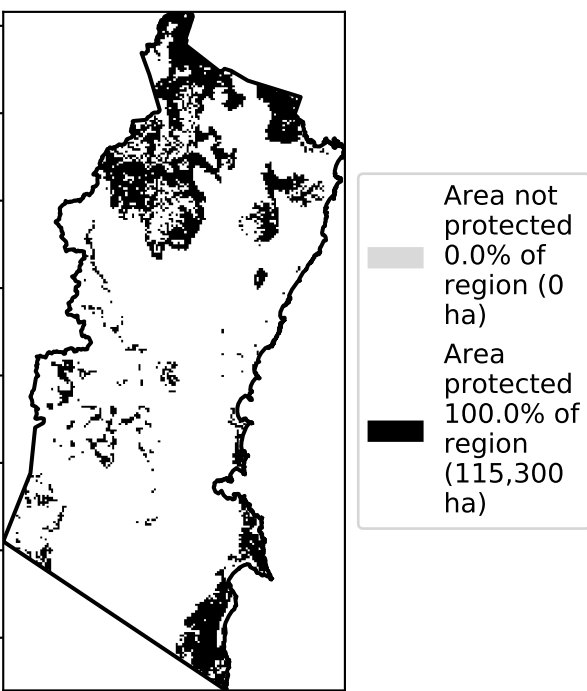 Area not
protected
0.0% of
region (0
ha)
Area
protected
100.0% of
region
(115,300
ha)